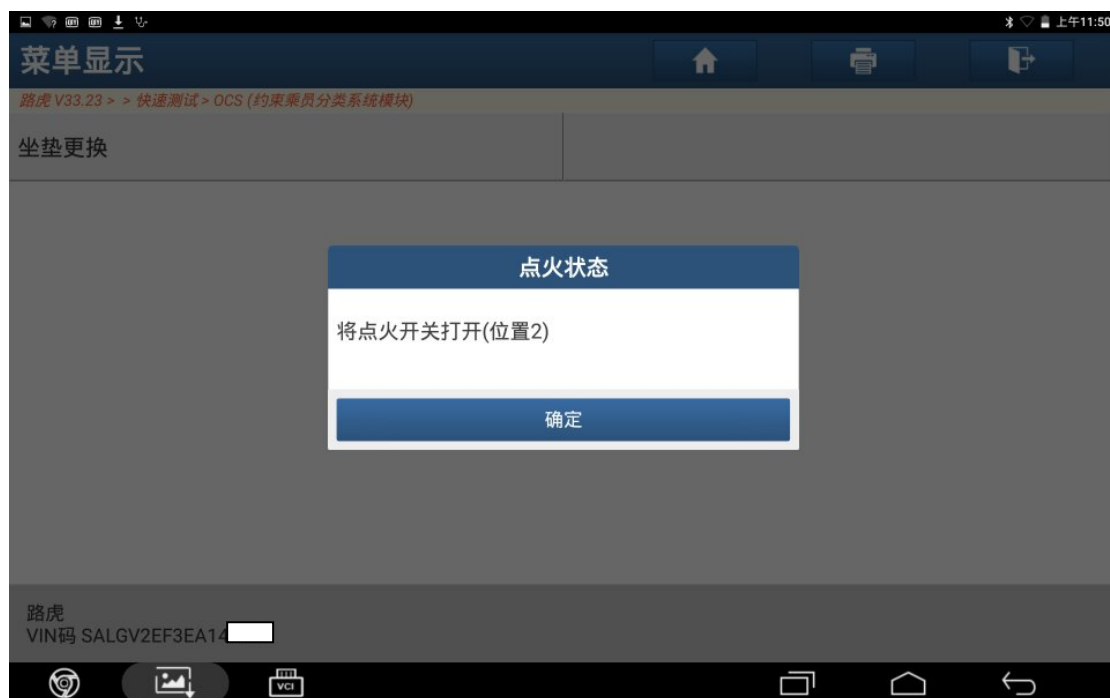 上午11:50
菜单显示
路虎 V33.23 > > 快速测试 > OCS (约束乘员分类系统模块)
坐垫更换
点火状态
将点火开关打开(位置2)
确定
路虎
VIN码 SALGV2EF3EA14
VCI